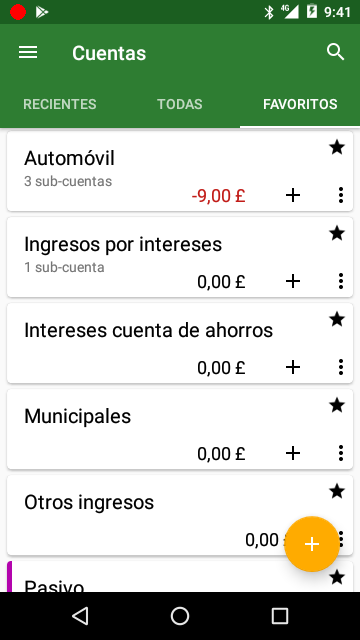 4G 9:41
Cuentas
RECIENTES TODAS FAVORITOS
Automóvil
3 sub-cuentas
-9,00 £
Ingresos por intereses
1 sub-cuenta
0,00 £
Intereses cuenta de ahorros
0,00 £
Municipales
0,00 £
Otros ingresos
0,00
Pasivo